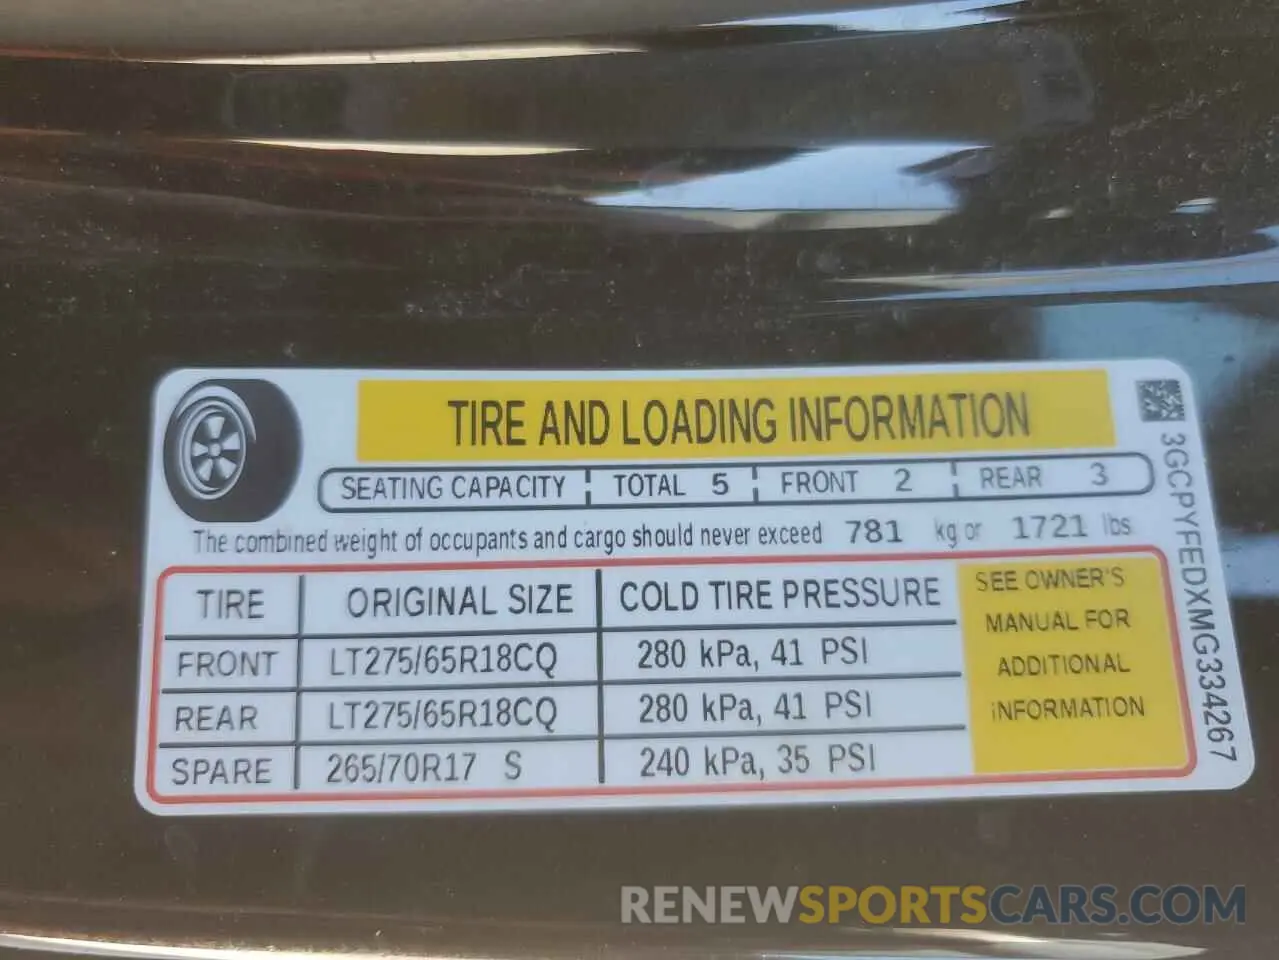 TIRE AND LOADING INFORMATION
SEATING CAPACITY TOTAL 5 FRONT 2 REAR 3
The combined weight of occupants and cargo should never exceed 781 kg or 1721 lbs
TIRE ORIGINAL SIZE COLD TIRE PRESSURE
FRONT LT275/65R18CQ 280 kPa, 41 PSI
REAR LT275/65R18CQ 280 kPa, 41 PSI
SPARE 265/70R17 S 240 kPa, 35 PSI
SEE OWNER'S
MANUAL FOR
ADDITIONAL
INFORMATION
3GCPYFEDXMG334267
RENEWSPORTSCARS.COM